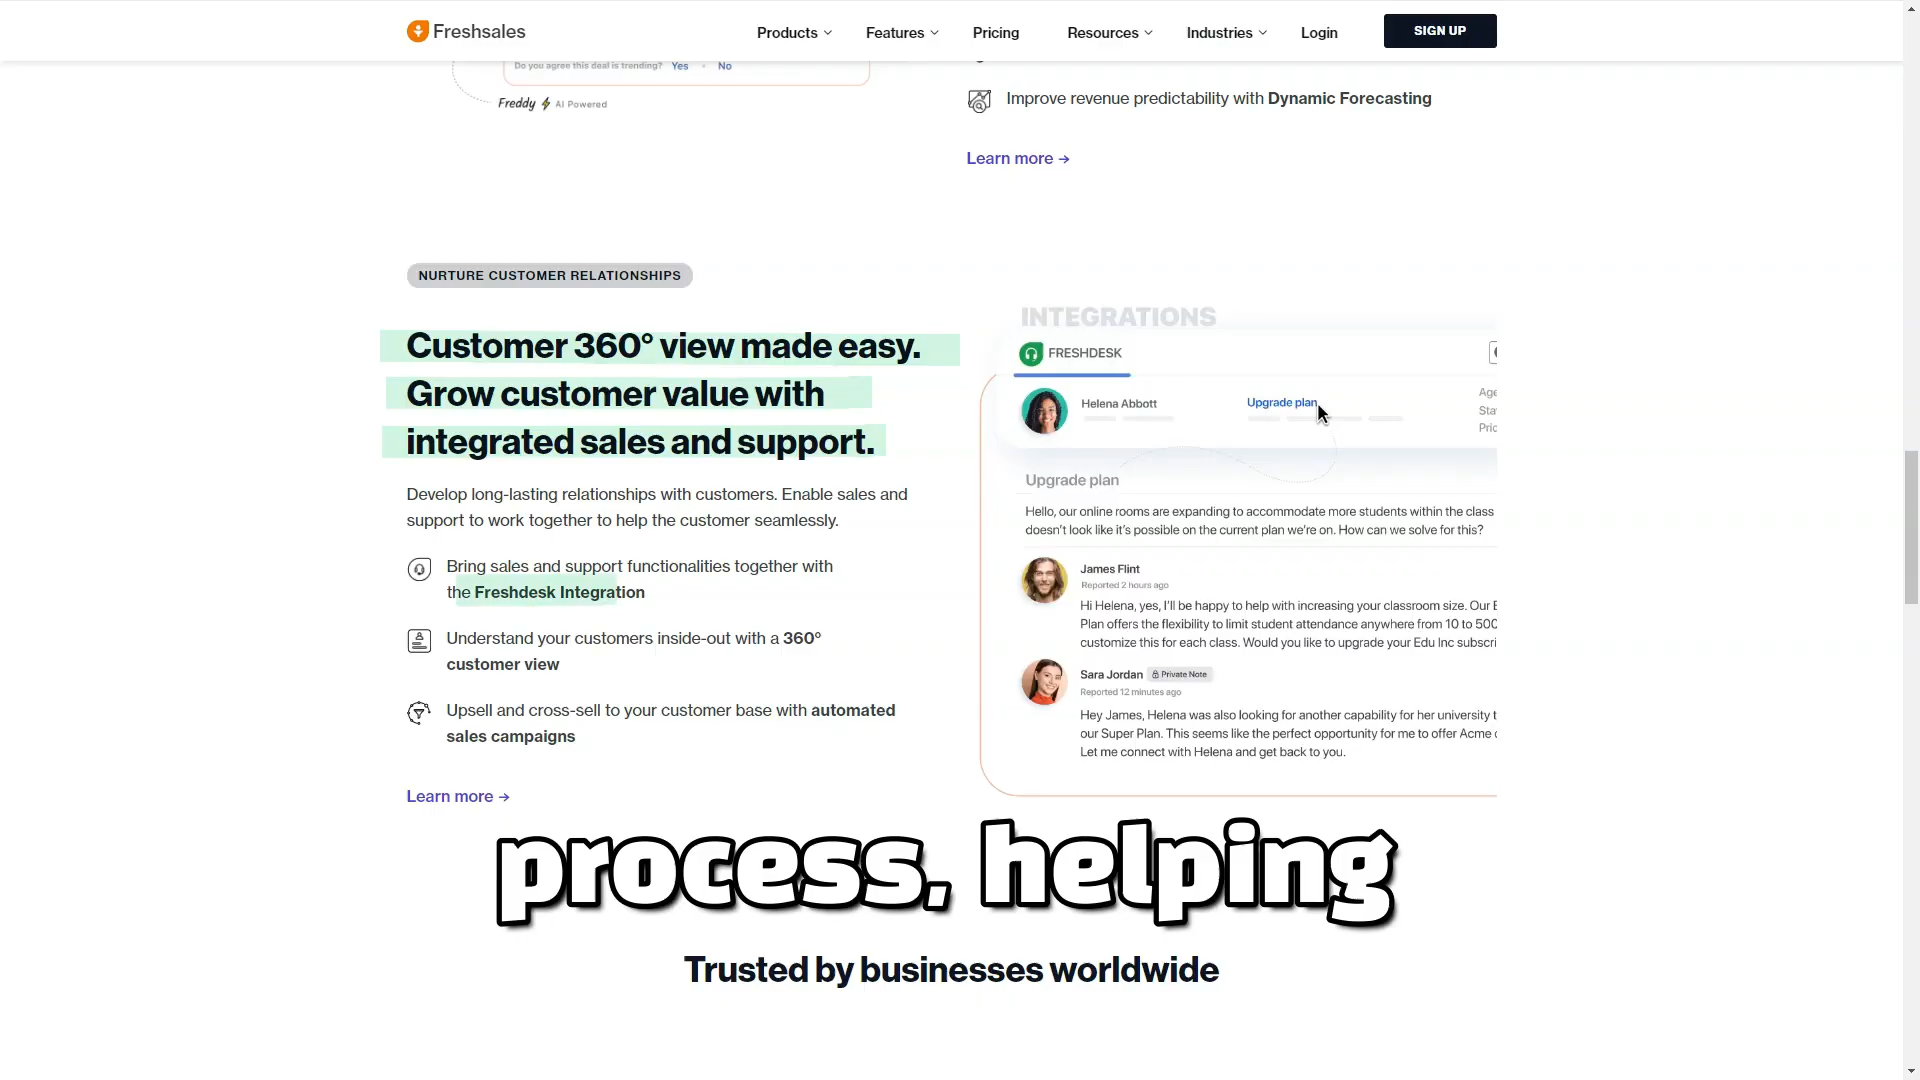 Freshsales
Products
Features
Pricing
Resources
Industries
Login
SIGN UP
Do you agree this deal is trending? Yes No
Freddy AI Powered
Improve revenue predictability with Dynamic Forecasting
Learn more →
NURTURE CUSTOMER RELATIONSHIPS
Customer 360° view made easy.
Grow customer value with
integrated sales and support.
Develop long-lasting relationships with customers. Enable sales and
support to work together to help the customer seamlessly.
Bring sales and support functionalities together with
the Freshdesk Integration
Understand your customers inside-out with a 360°
customer view
Upsell and cross-sell to your customer base with automated
sales campaigns
Learn more →
INTEGRATIONS
FRESHDESK
Helena Abbott
Upgrade plan
Age
Sta
Pric
Upgrade plan
Hello, our online rooms are expanding to accommodate more students within the class
doesn't look like it's possible on the current plan we're on. How can we solve for this?
James Flint
Reported 2 hours ago
Hi Helena, yes, I'll be happy to help with increasing your classroom size. Our E
Plan offers the flexibility to limit student attendance anywhere from 10 to 500
customize this for each class. Would you like to upgrade your Edu Inc subscri
Sara Jordan Private Note
Reported 12 minutes ago
Hey James, Helena was also looking for another capability for her university t
our Super Plan. This seems like the perfect opportunity for me to offer Acme
Let me connect with Helena and get back to you.
process, helping
Trusted by businesses worldwide